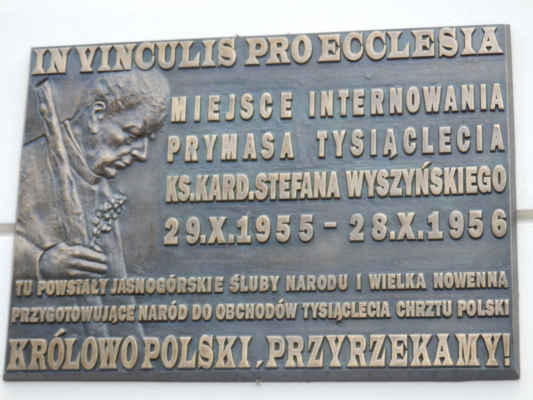 IN VINCULIS PRO ECCLESIA
MIEJSCE INTERNOWANIA
PRYMASA TYSIĄCLECIA
KS.KARD.STEFANA WYSZYŃSKIEGO
29.X.1955 - 28.X.1956
TU POWSTAŁY JASNOGÓRSKIE ŚLUBY NARODU I WIELKA NOWENNA
PRZYGOTOWUJĄCE NARÓD DO OBCHODÓW TYSIĄCLECIA CHRZTU POLSKI
KRÓLOWO POLSKI, PRZYRZEKAMY!